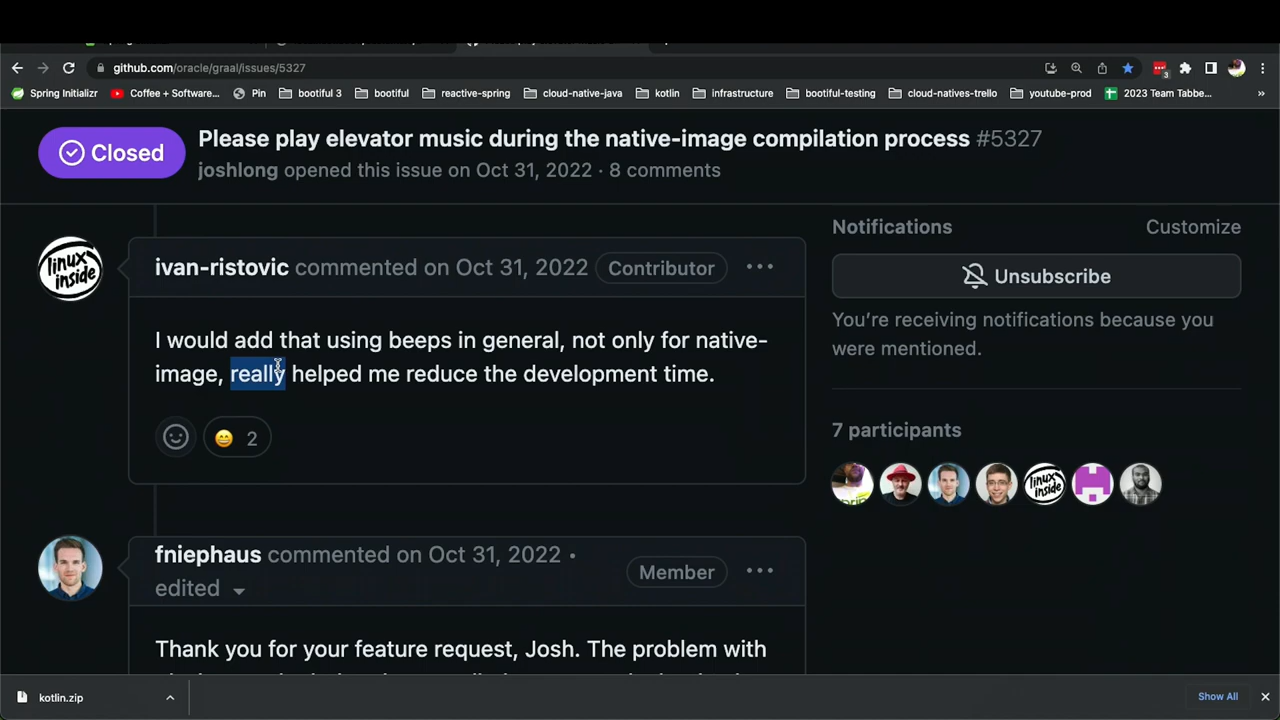 github.com/oracle/graal/issues/5327
3
Spring Initializr
Coffee + Software...
Pin
bootiful 3
bootiful
reactive-spring
cloud-native-java
kotlin
infrastructure
bootiful-testing
cloud-natives-trello
youtube-prod
2023 Team Tabbe...
»
Closed
Please play elevator music during the native-image compilation process #5327
joshlong opened this issue on Oct 31, 2022 · 8 comments
linux inside
ivan-ristovic commented on Oct 31, 2022
Contributor
I would add that using beeps in general, not only for native-
image, really helped me reduce the development time.
2
fniephaus commented on Oct 31, 2022 •
edited
Member
Thank you for your feature request, Josh. The problem with
Notifications
Customize
Unsubscribe
You're receiving notifications because you
were mentioned.
7 participants
linux inside
kotlin.zip
Show All